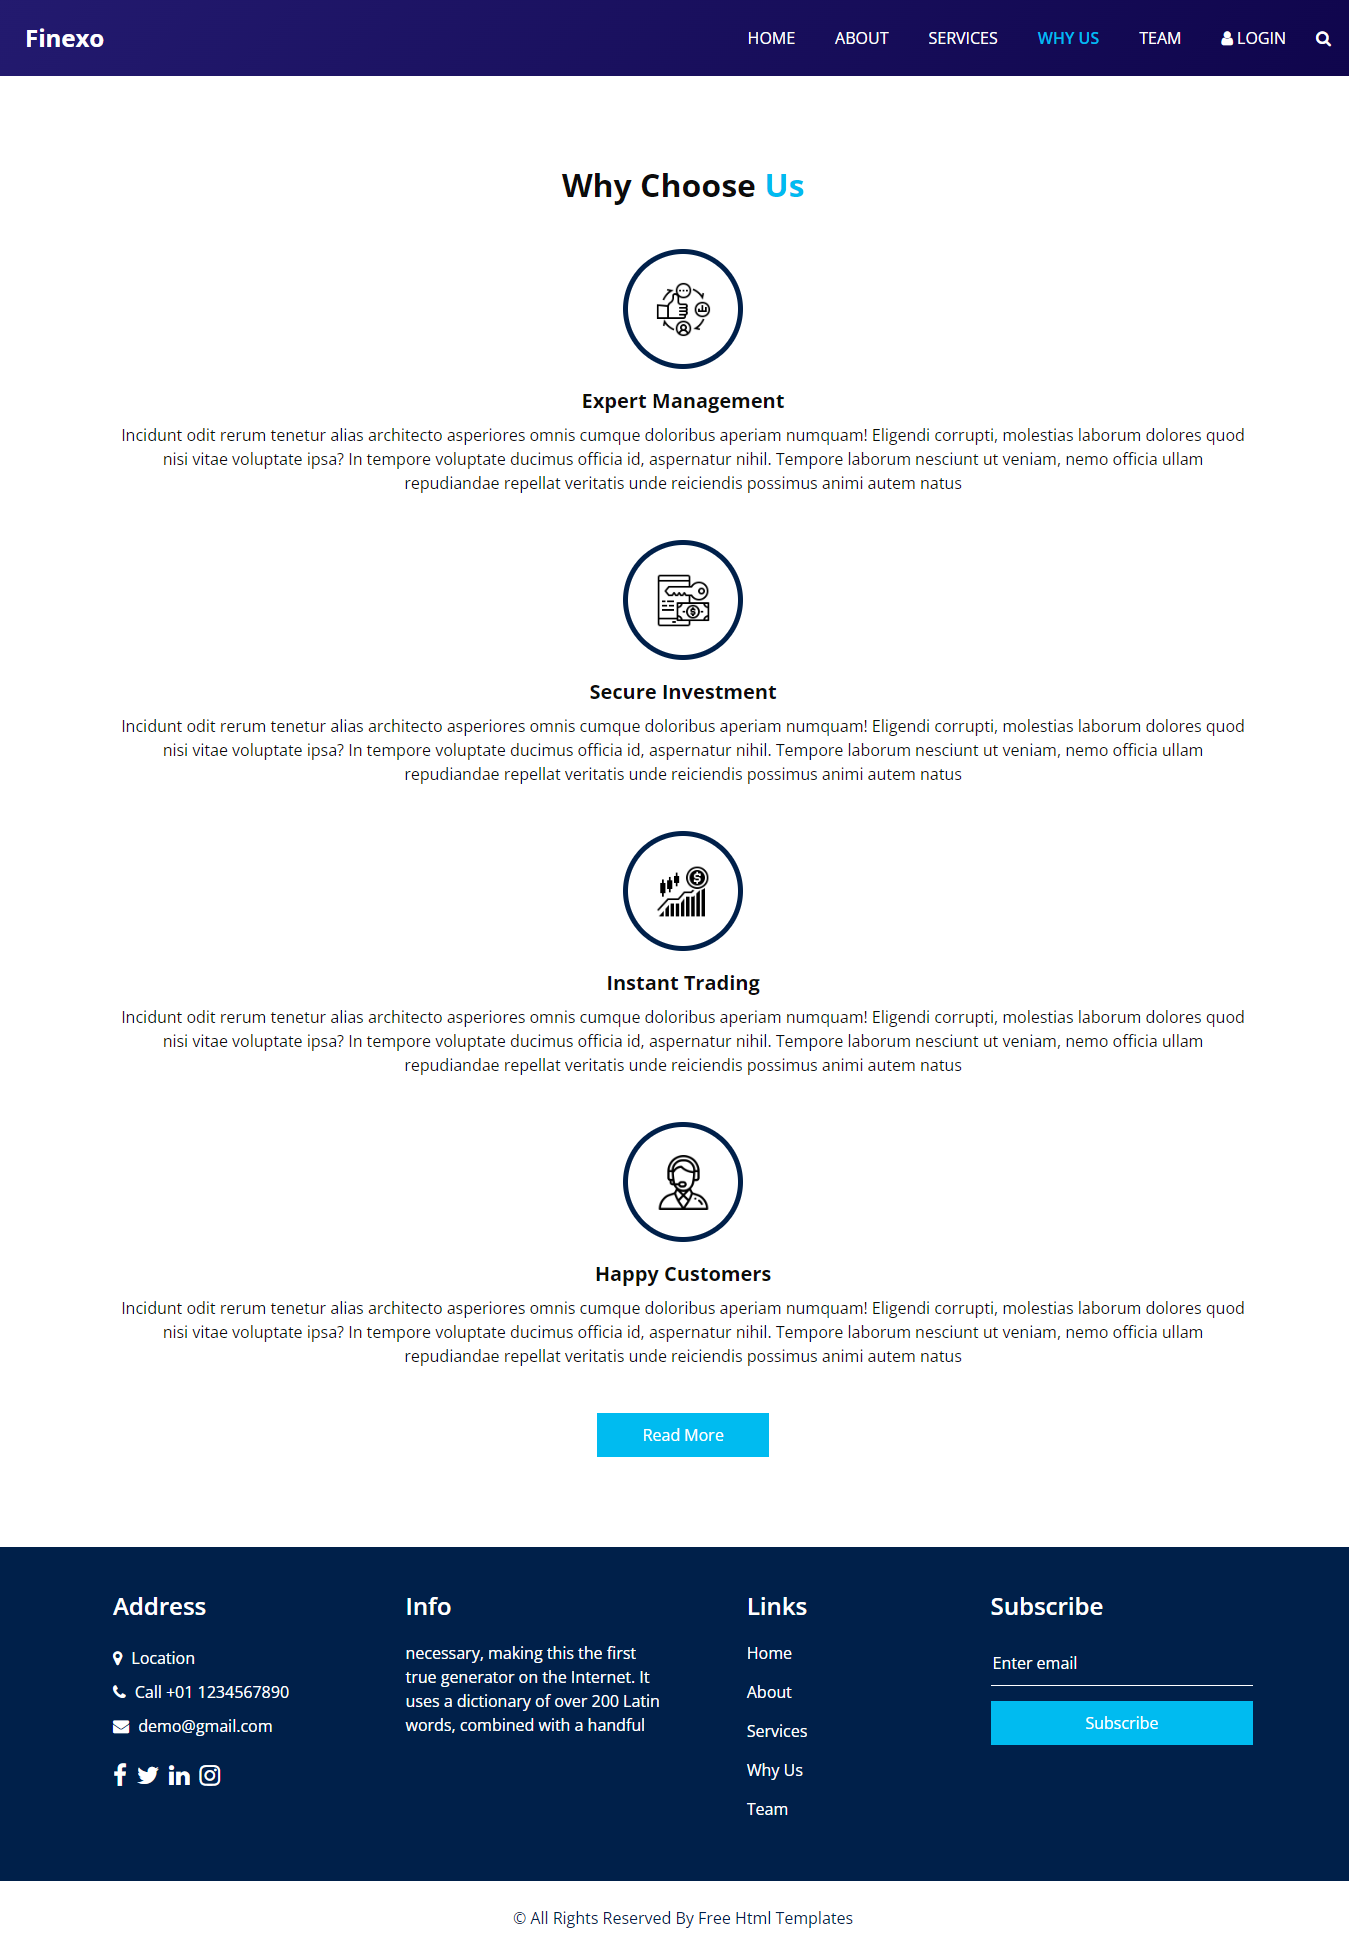 Finexo
HOME ABOUT SERVICES WHY US TEAM LOGIN
Why Choose Us
Expert Management
Incidunt odit rerum tenetur alias architecto asperiores omnis cumque doloribus aperiam numquam! Eligendi corrupti, molestias laborum dolores quod
nisi vitae voluptate ipsa? In tempore voluptate ducimus officia id, aspernatur nihil. Tempore laborum nesciunt ut veniam, nemo officia ullam
repudiandae repellat veritatis unde reiciendis possimus animi autem natus
Secure Investment
Incidunt odit rerum tenetur alias architecto asperiores omnis cumque doloribus aperiam numquam! Eligendi corrupti, molestias laborum dolores quod
nisi vitae voluptate ipsa? In tempore voluptate ducimus officia id, aspernatur nihil. Tempore laborum nesciunt ut veniam, nemo officia ullam
repudiandae repellat veritatis unde reiciendis possimus animi autem natus
Instant Trading
Incidunt odit rerum tenetur alias architecto asperiores omnis cumque doloribus aperiam numquam! Eligendi corrupti, molestias laborum dolores quod
nisi vitae voluptate ipsa? In tempore voluptate ducimus officia id, aspernatur nihil. Tempore laborum nesciunt ut veniam, nemo officia ullam
repudiandae repellat veritatis unde reiciendis possimus animi autem natus
Happy Customers
Incidunt odit rerum tenetur alias architecto asperiores omnis cumque doloribus aperiam numquam! Eligendi corrupti, molestias laborum dolores quod
nisi vitae voluptate ipsa? In tempore voluptate ducimus officia id, aspernatur nihil. Tempore laborum nesciunt ut veniam, nemo officia ullam
repudiandae repellat veritatis unde reiciendis possimus animi autem natus
Read More
Address
Location
Call +01 1234567890
demo@gmail.com
Info
necessary, making this the first
true generator on the Internet. It
uses a dictionary of over 200 Latin
words, combined with a handful
Links
Home
About
Services
Why Us
Team
Subscribe
Enter email
Subscribe
© All Rights Reserved By Free Html Templates